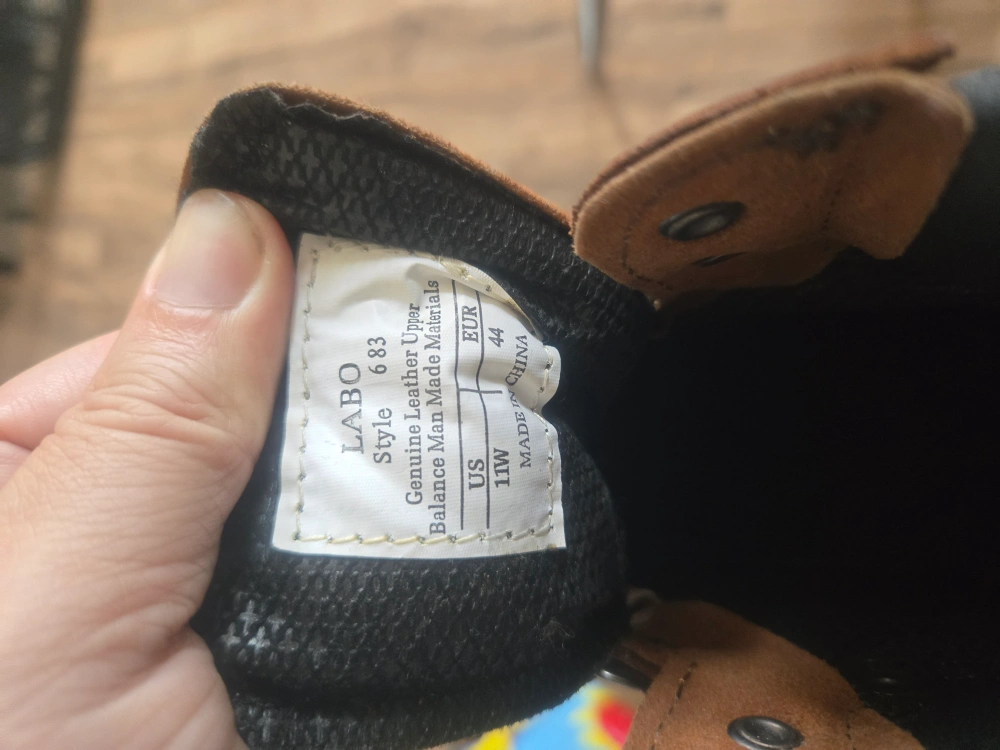 LABO
Style 683
Genuine Leather Upper
Balance Man Made Materials
US EUR
11W 44
MADE IN CHINA